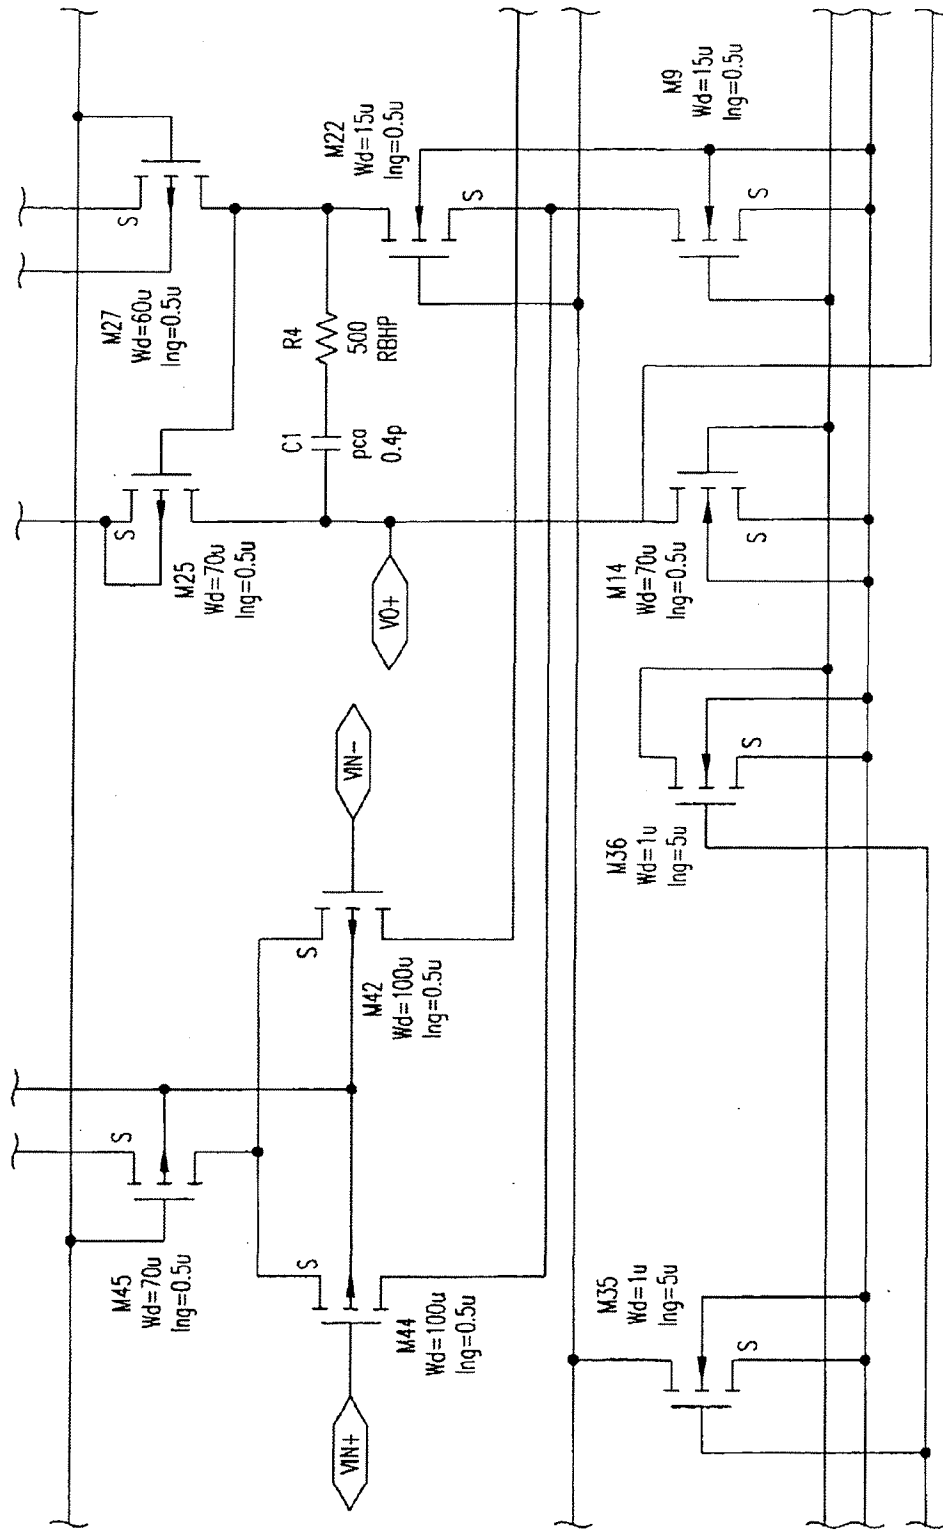 M45
Wd=70u
lng=0.5u
S
M25
Wd=70u
lng=0.5u
S
M27
Wd=60u
lng=0.5u
S
VIN+
M44
Wd=100u
lng=0.5u
S
M42
Wd=100u
lng=0.5u
S
VIN-
VO+
C1
pca
0.4p
R4
500
RBHP
M22
Wd=15u
lng=0.5u
S
M35
Wd=1u
lng=5u
S
M36
Wd=1u
lng=5u
S
M14
Wd=70u
lng=0.5u
S
M9
Wd=15u
lng=0.5u
S